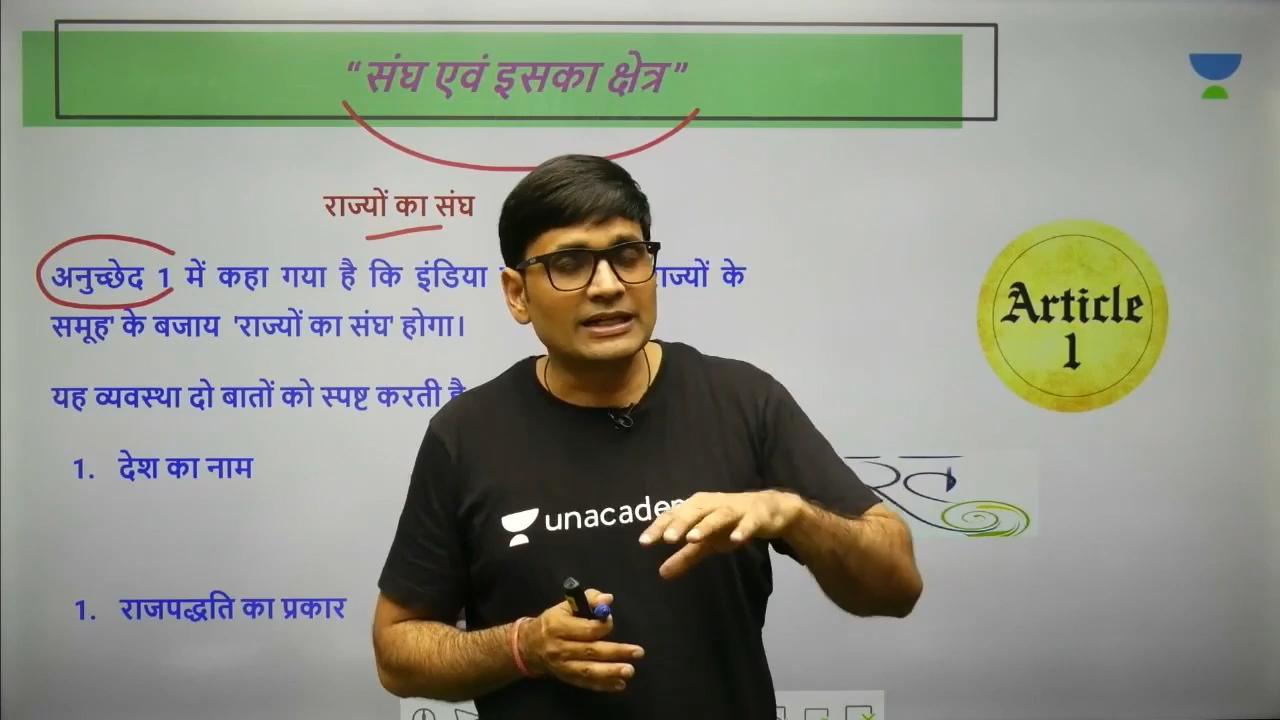 “संघ एवं इसका क्षेत्र”
राज्यों का संघ
अनुच्छेद 1 में कहा गया है कि इंडिया राज्यों के
समूह' के बजाय 'राज्यों का संघ' होगा।
यह व्यवस्था दो बातों को स्पष्ट करती है
1. देश का नाम
1. राजपद्धति का प्रकार
Article
1
unacadem